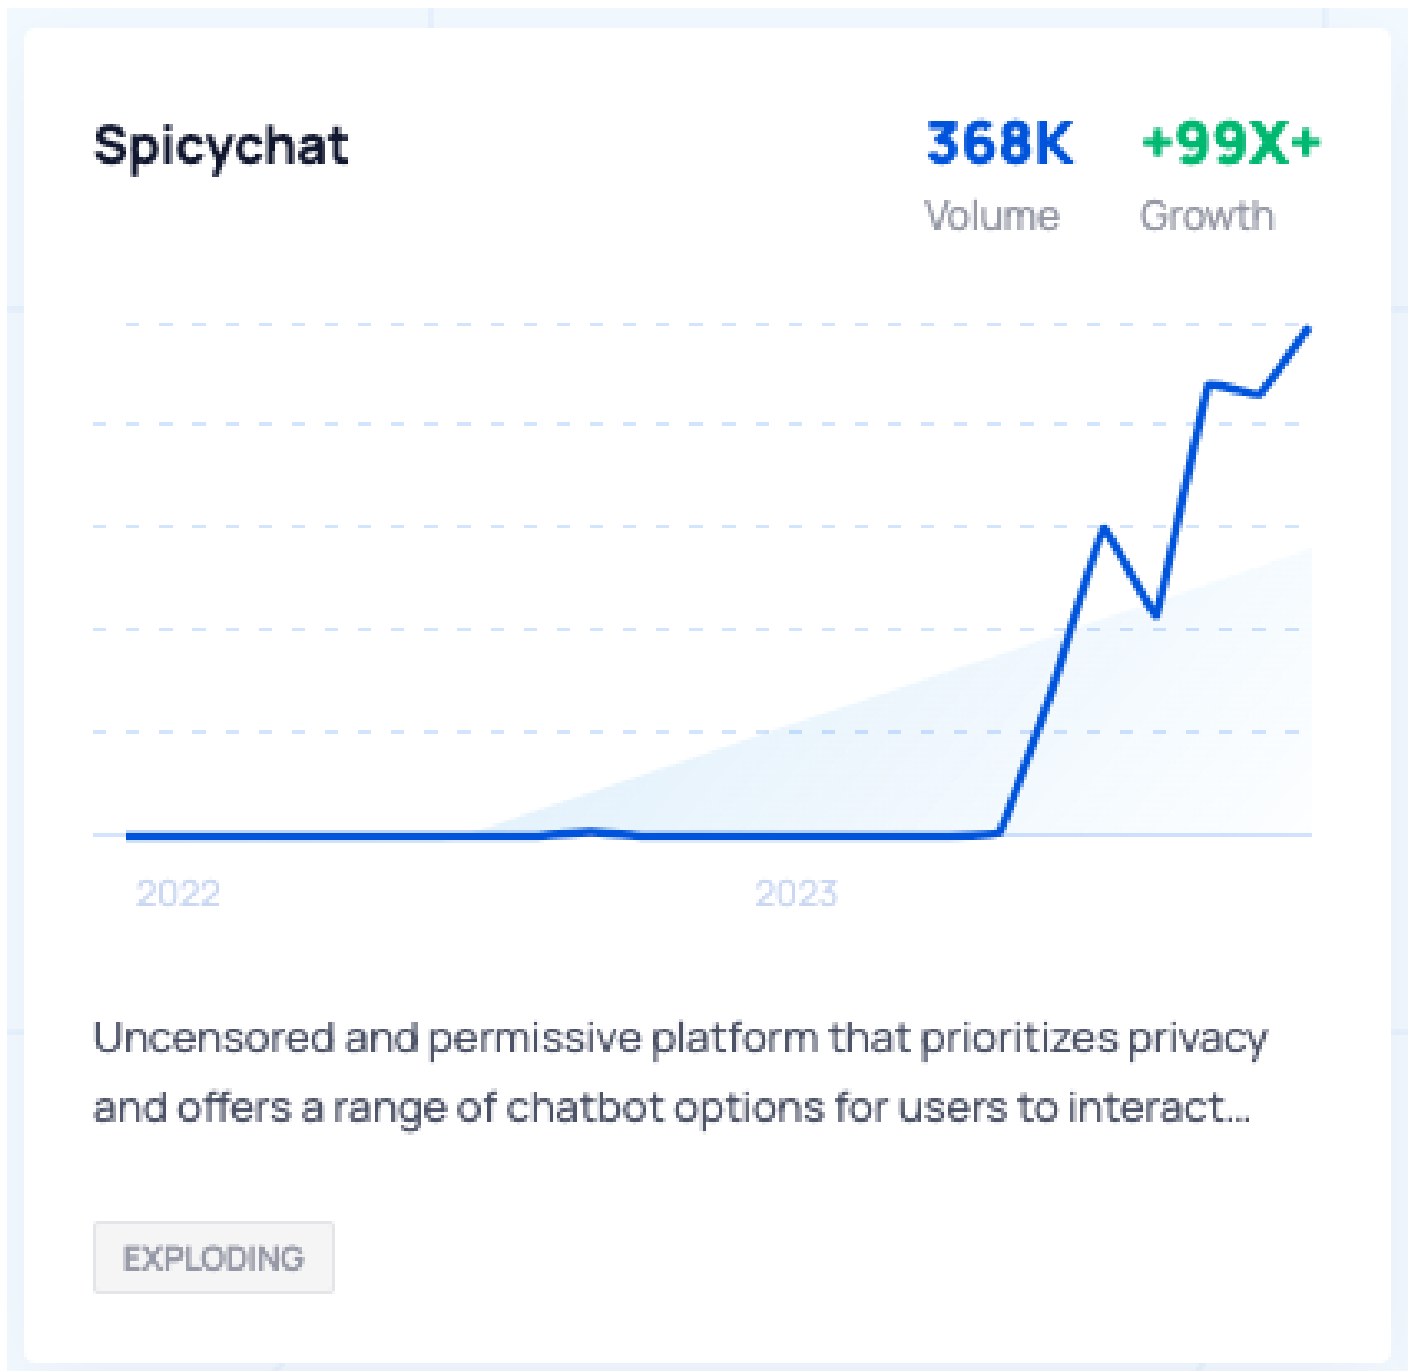 Spicychat
368K +99X+
Volume Growth
2022 2023
Uncensored and permissive platform that prioritizes privacy
and offers a range of chatbot options for users to interact...
EXPLODING